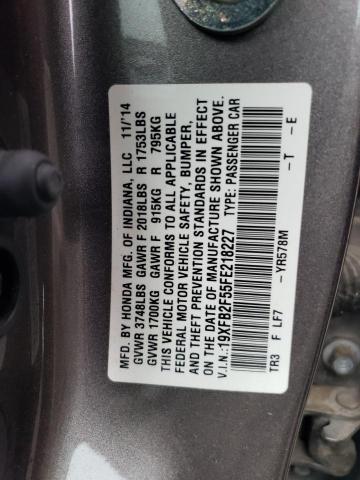 MFD. BY HONDA MFG. OF INDIANA, LLC 11/'14
GVWR 3748LBS GAWR F 2018LBS R 1753LBS
GVWR 1700KG GAWR F 915KG R 795KG
THIS VEHICLE CONFORMS TO ALL APPLICABLE
FEDERAL MOTOR VEHICLE SAFETY, BUMPER,
AND THEFT PREVENTION STANDARDS IN EFFECT
ON THE DATE OF MANUFACTURE SHOWN ABOVE.
V.I.N.:19XFB2F55FE218227 TYPE: PASSENGER CAR
TR3 F LF7 -YR578M -T -E